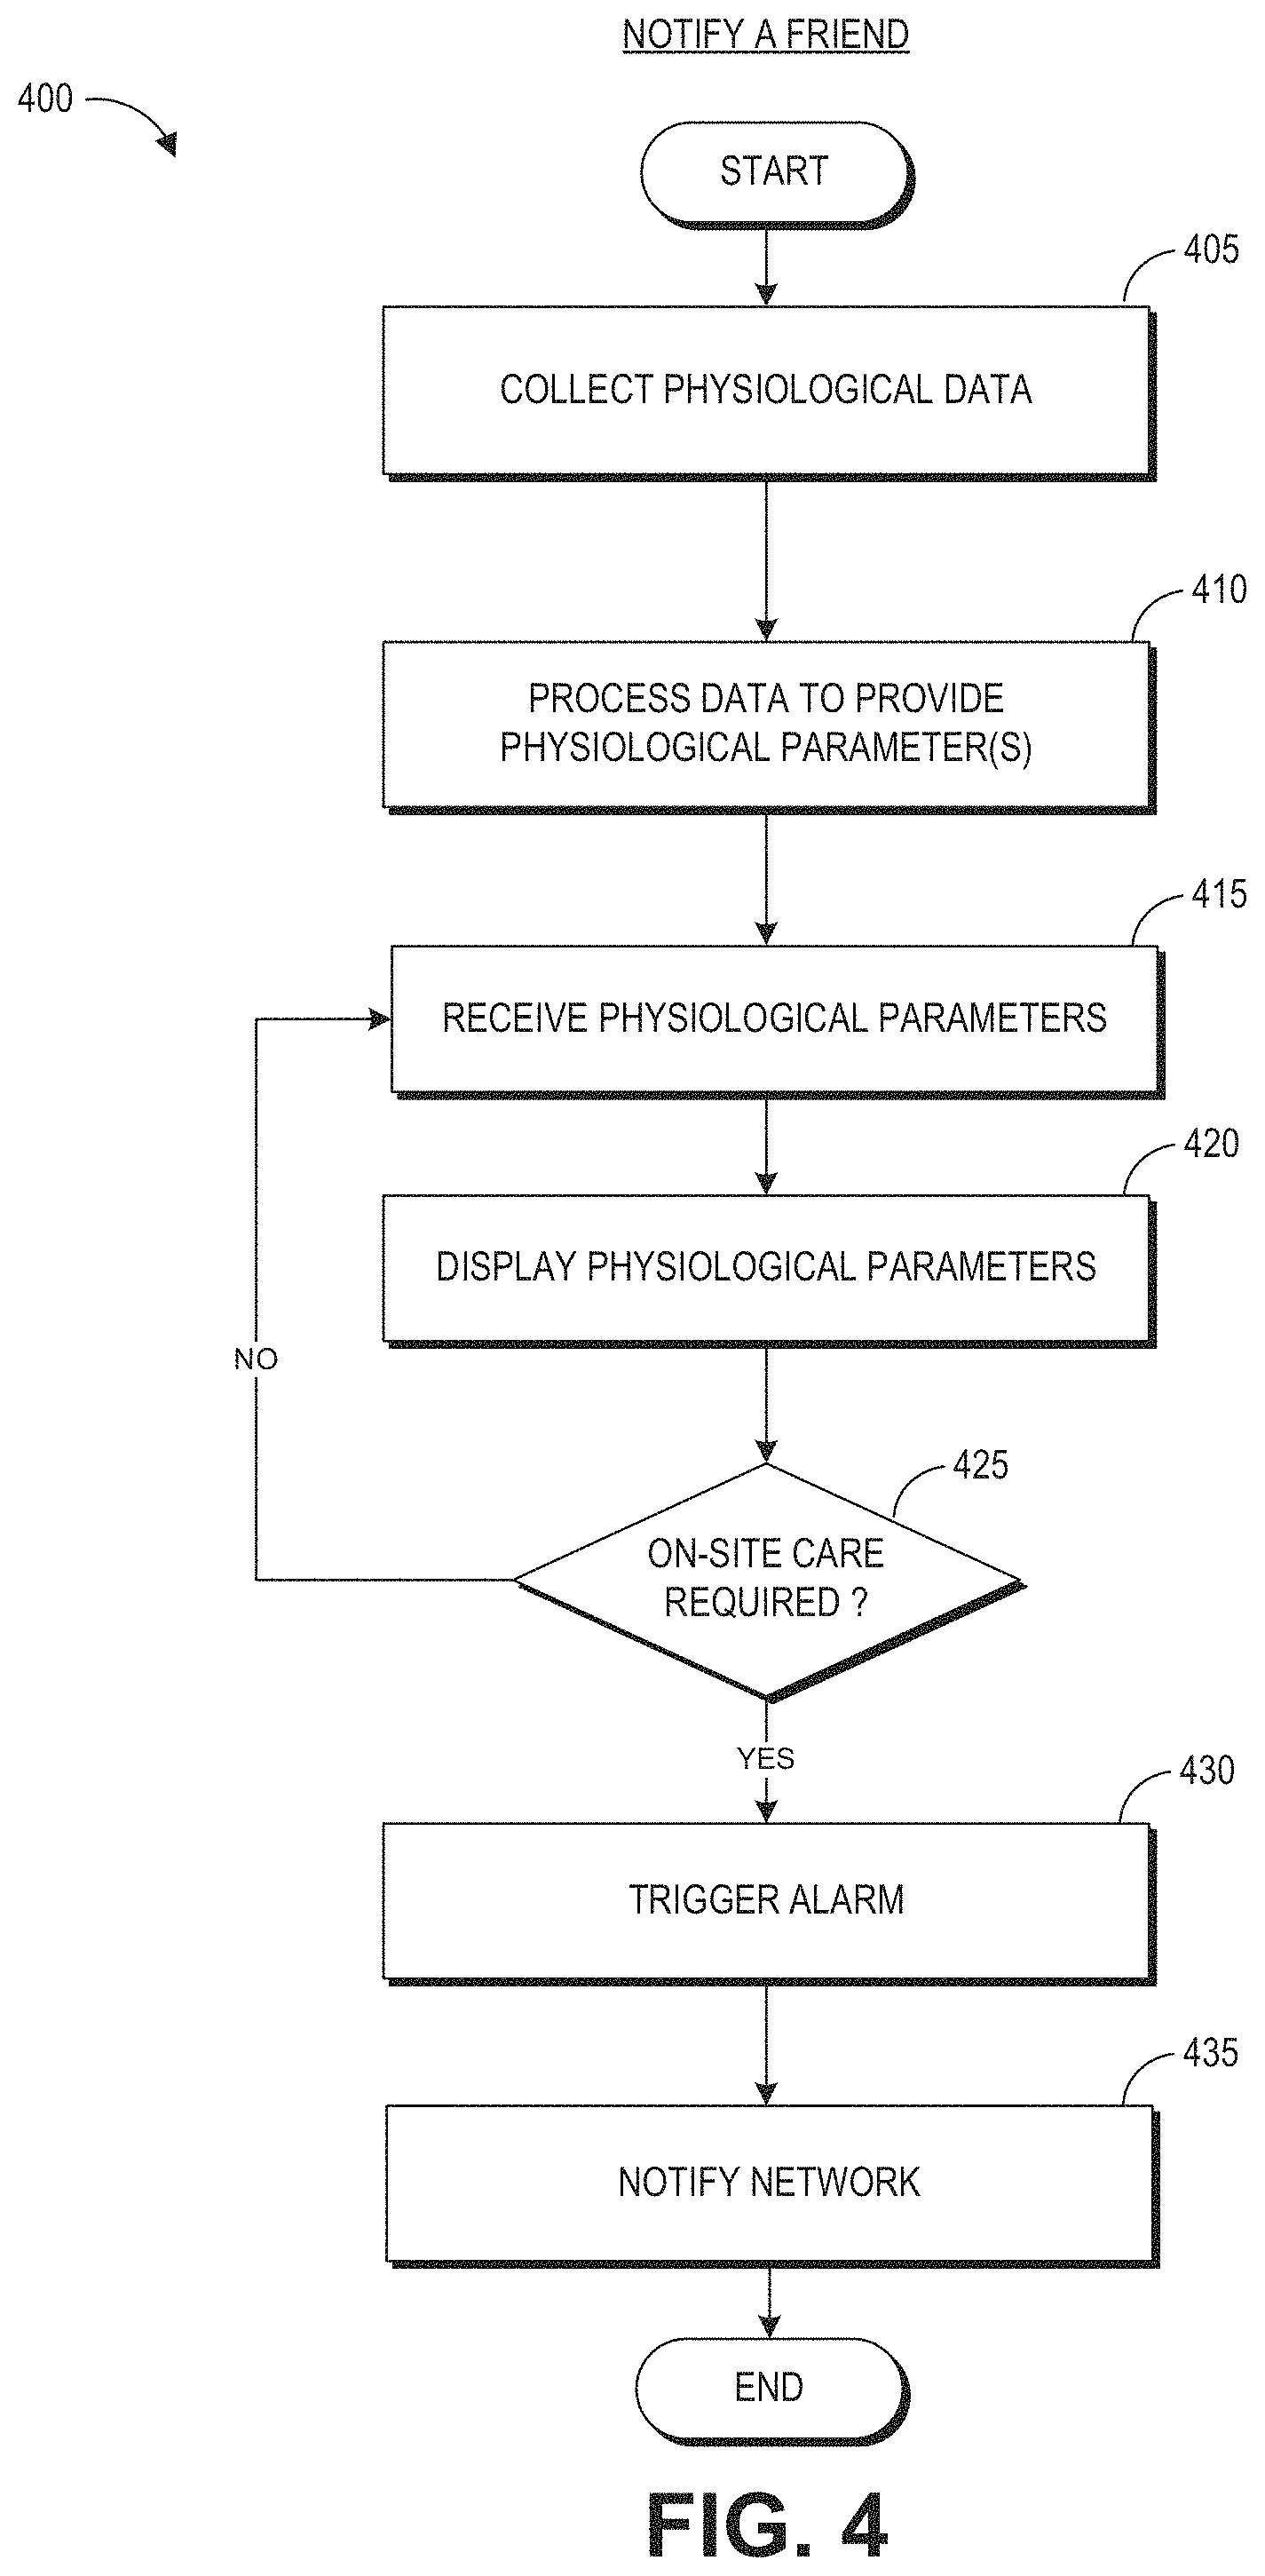 NOTIFY A FRIEND
400
START
405
COLLECT PHYSIOLOGICAL DATA
410
PROCESS DATA TO PROVIDE
PHYSIOLOGICAL PARAMETER(S)
415
RECEIVE PHYSIOLOGICAL PARAMETERS
420
DISPLAY PHYSIOLOGICAL PARAMETERS
NO
425
ON-SITE CARE
REQUIRED ?
YES
430
TRIGGER ALARM
435
NOTIFY NETWORK
END
FIG. 4